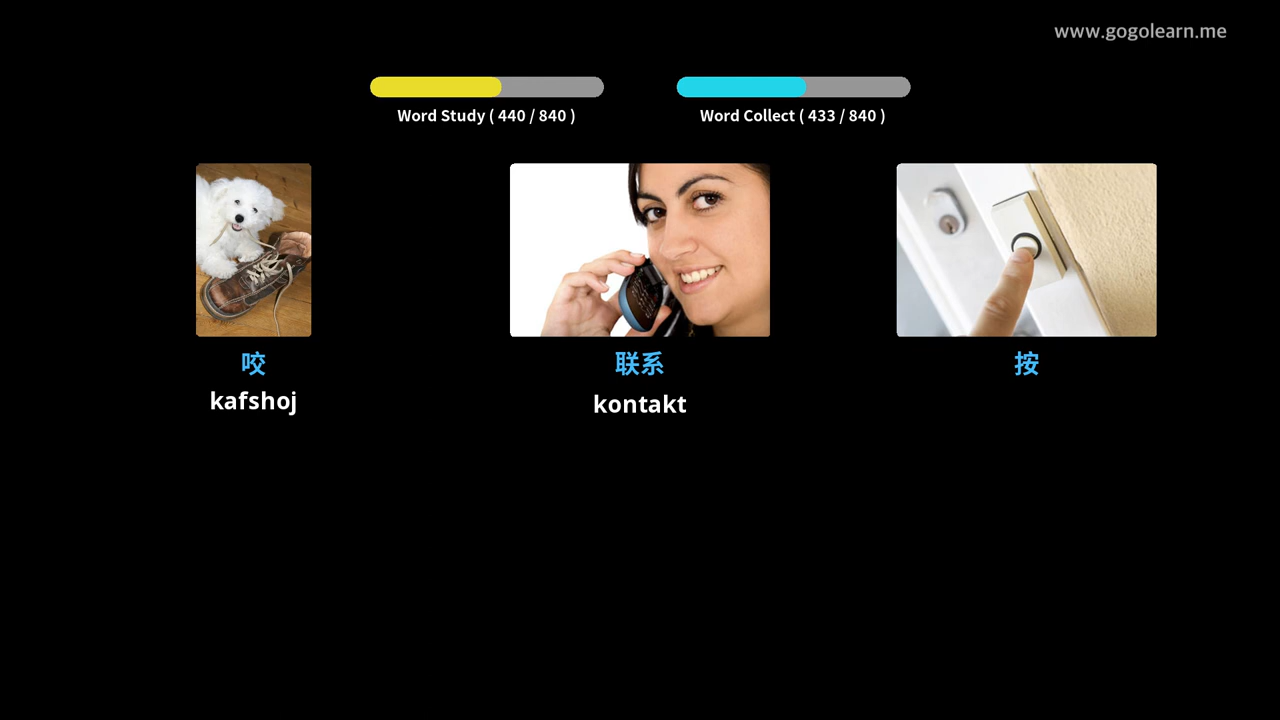 www.gogolearn.me
Word Study ( 440 / 840 )
Word Collect ( 433 / 840 )
咬
联系
按
kafshoj
kontakt